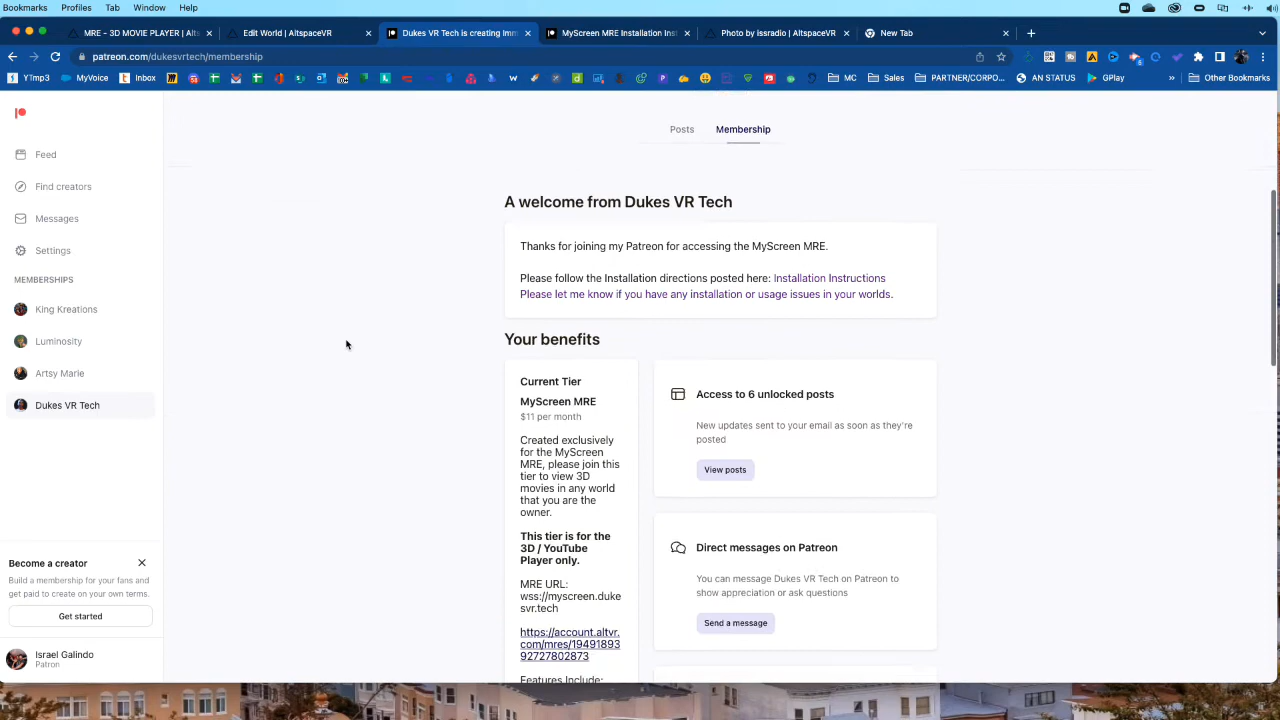 Bookmarks Profiles Tab Window Help
MRE - 3D MOVIE PLAYER | Alts
Edit World | AltspaceVR
Dukes VR Tech is creating Imm
MyScreen MRE Installation Inst
Photo by issradio | AltspaceVR
New Tab
patreon.com/dukesvrtech/membership
YTmp3 MyVoice Inbox MC Sales PARTNER/CORPO... AN STATUS GPlay Other Bookmarks
Feed
Find creators
Messages
Settings
MEMBERSHIPS
King Kreations
Luminosity
Artsy Marie
Dukes VR Tech
Become a creator
Build a membership for your fans and
get paid to create on your own terms.
Get started
Israel Galindo
Patron
Posts Membership
A welcome from Dukes VR Tech
Thanks for joining my Patreon for accessing the MyScreen MRE.
Please follow the Installation directions posted here: Installation Instructions
Please let me know if you have any installation or usage issues in your worlds.
Your benefits
Current Tier
MyScreen MRE
$11 per month
Created exclusively
for the MyScreen
MRE, please join this
tier to view 3D
movies in any world
that you are the
owner.
This tier is for the
3D / YouTube
Player only.
MRE URL:
wss://myscreen.duke
svr.tech
https://account.altvr.
com/mres/19491893
92727802873
Features Include:
Access to 6 unlocked posts
New updates sent to your email as soon as they're
posted
View posts
Direct messages on Patreon
You can message Dukes VR Tech on Patreon to
show appreciation or ask questions
Send a message